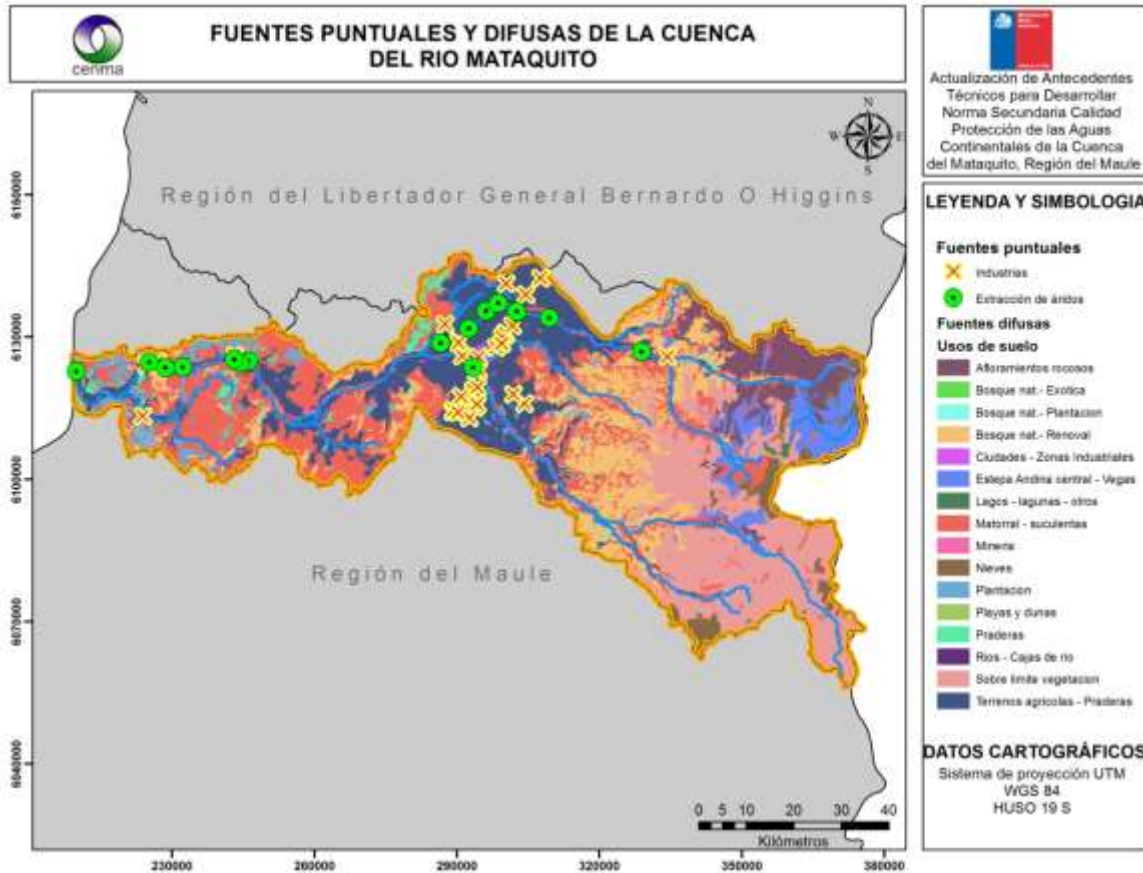 cenma
FUENTES PUNTUALES Y DIFUSAS DE LA CUENCA
DEL RIO MATAQUITO
Actualización de Antecedentes
Técnicos para Desarrollar
Norma Secundaria Calidad
Protección de las Aguas
Continentales de la Cuenca
del Mataquito, Región del Maule
N
W
E
S
Región del Libertador General Bernardo O Higgins
Región del Maule
6160000
6130000
6100000
6070000
6040000
230000
260000
290000
320000
350000
380000
0 5 10 20 30 40
Kilómetros
LEYENDA Y SIMBOLOGIA
Fuentes puntuales
Industrias
Extracción de áridos
Fuentes difusas
Usos de suelo
Afloramientos rocosos
Bosque nat.- Exotica
Bosque nat.- Plantacion
Bosque nat.- Renoval
Ciudades - Zonas Industriales
Estepa Andina central - Vegas
Lagos - lagunas - otros
Matorral - suculentas
Mineria
Nieves
Plantacion
Playas y dunas
Praderas
Rios - Cajas de rio
Sobre limite vegetacion
Terrenos agricolas - Praderas
DATOS CARTOGRÁFICOS
Sistema de proyección UTM
WGS 84
HUSO 19 S